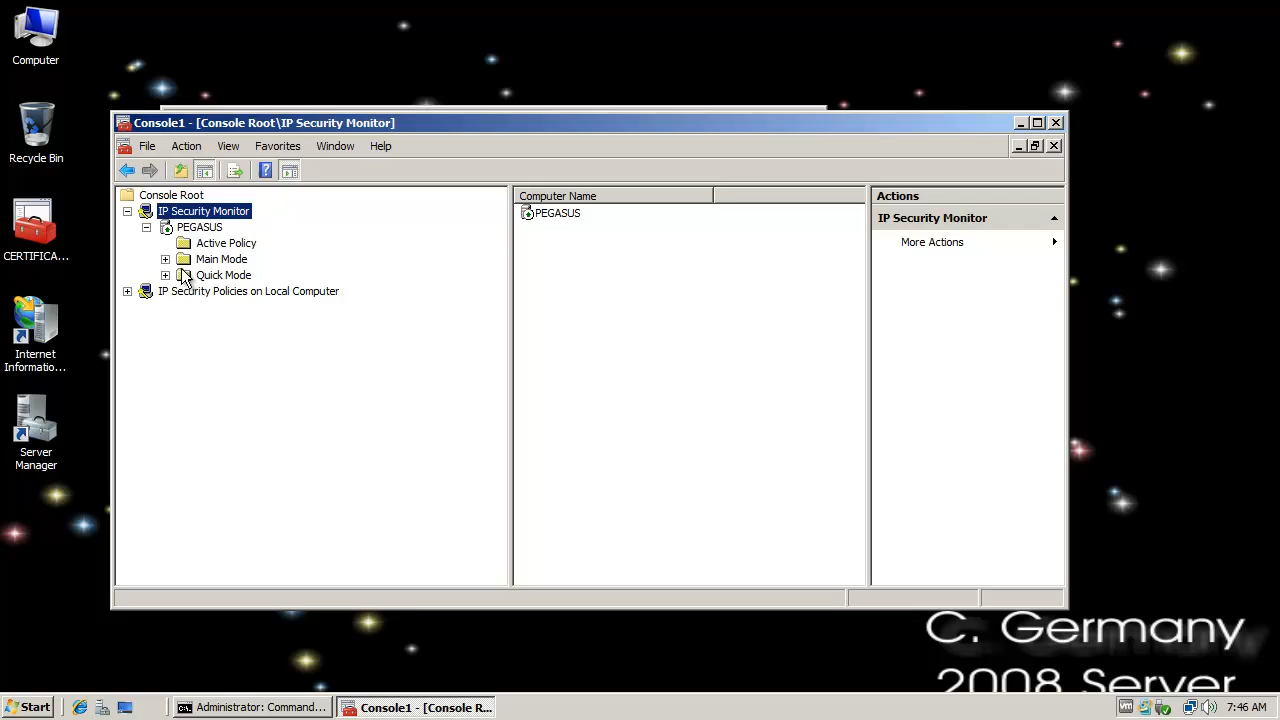 Computer
Recycle Bin
CERTIFICA...
Internet
Informatio...
Server
Manager
Console1 - [Console Root\IP Security Monitor]
File Action View Favorites Window Help
Console Root
IP Security Monitor
PEGASUS
Active Policy
Main Mode
Quick Mode
IP Security Policies on Local Computer
Computer Name
PEGASUS
Actions
IP Security Monitor
More Actions
C. Germany
2008 Server
Start
Administrator: Command...
Console1 - [Console R...
7:46 AM